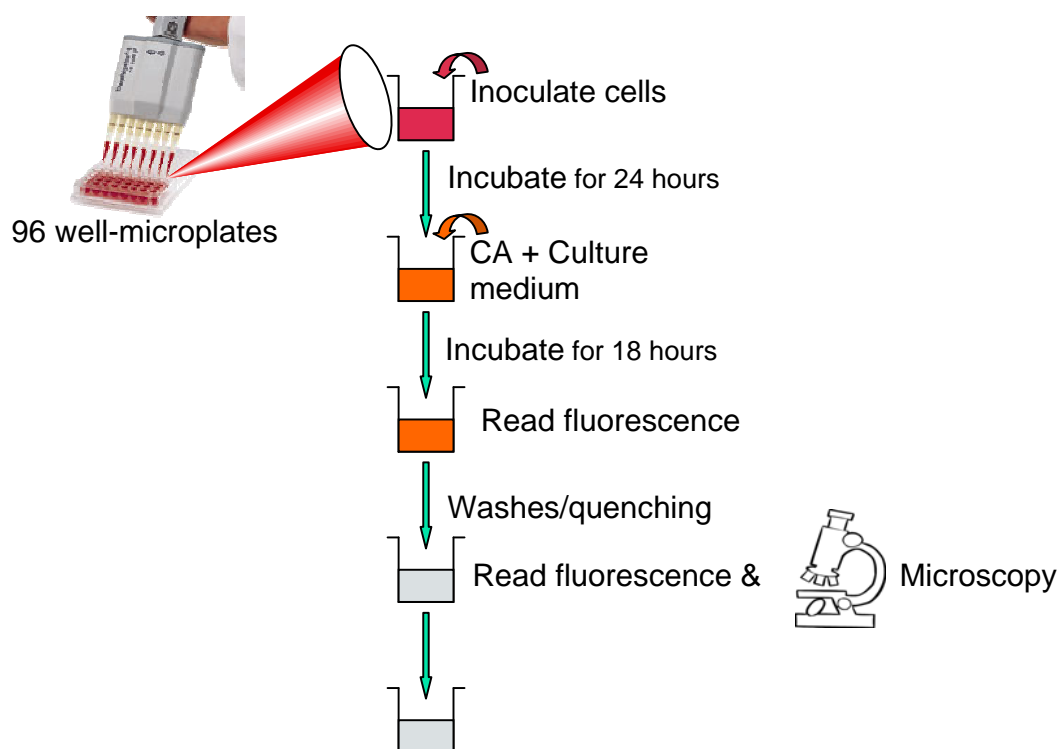 Inoculate cells
Incubate for 24 hours
96 well-microplates
CA + Culture
medium
Incubate for 18 hours
Read fluorescence
Washes/quenching
Read fluorescence &
Microscopy